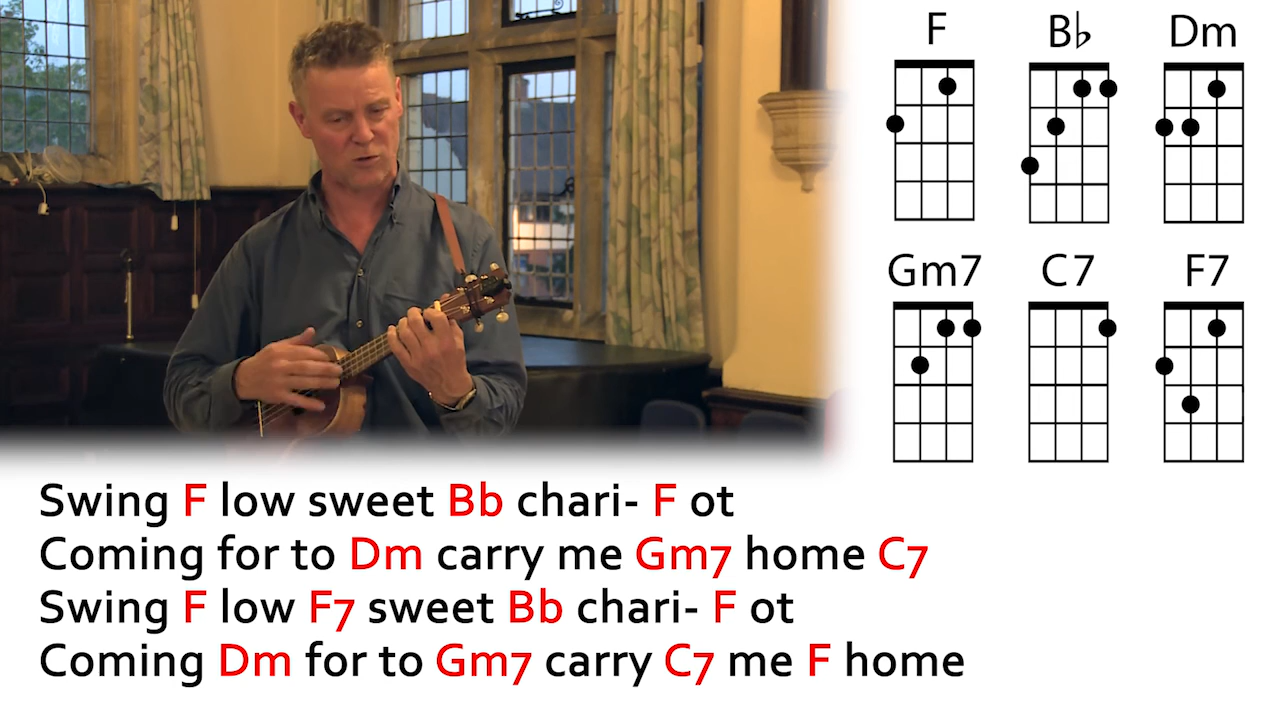 F B♭ Dm
Gm7 C7 F7
Swing F low sweet Bb chari- F ot
Coming for to Dm carry me Gm7 home C7
Swing F low F7 sweet Bb chari- F ot
Coming Dm for to Gm7 carry C7 me F home